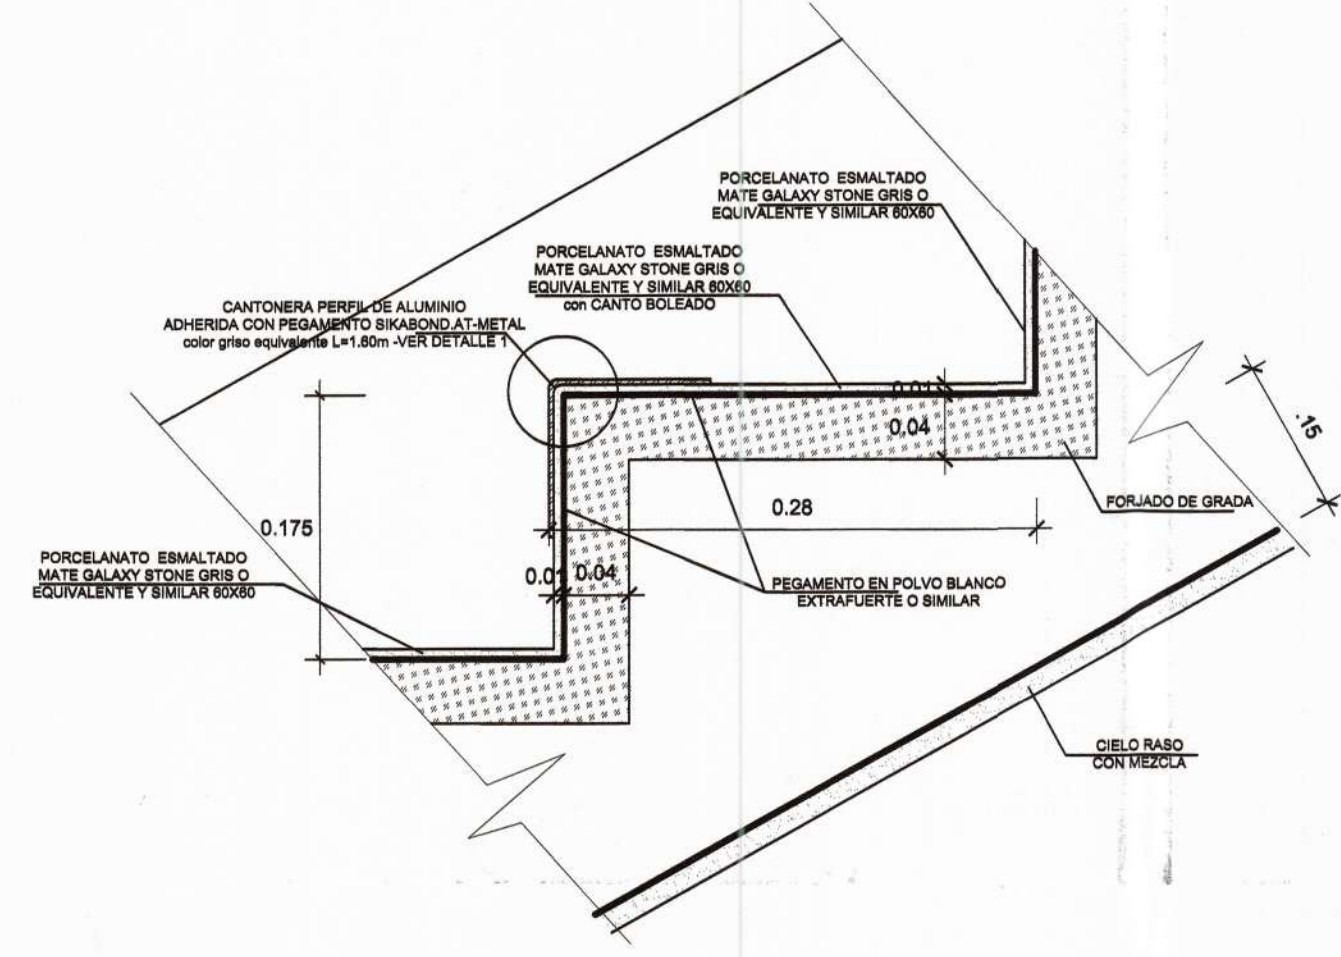 PORCELANATO ESMALTADO
MATE GALAXY STONE GRIS O
EQUIVALENTE Y SIMILAR 60X60
PORCELANATO ESMALTADO
MATE GALAXY STONE GRIS O
EQUIVALENTE Y SIMILAR 60X60
con CANTO BOLEADO
CANTONERA PERFIL DE ALUMINIO
ADHERIDA CON PEGAMENTO SIKABOND.AT-METAL
color griso equivalente L=1.60m -VER DETALLE 1
0.01
0.04
.15
0.175
0.28
FORJADO DE GRADA
PORCELANATO ESMALTADO
MATE GALAXY STONE GRIS O
EQUIVALENTE Y SIMILAR 60X60
0.01
0.04
PEGAMENTO EN POLVO BLANCO
EXTRAFUERTE O SIMILAR
CIELO RASO
CON MEZCLA